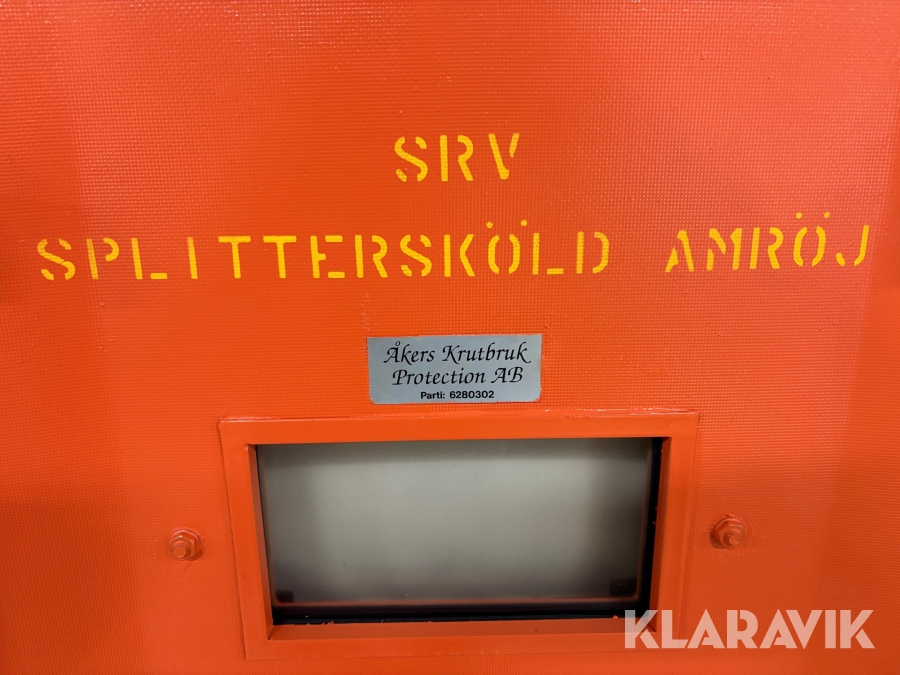 SRV
SPLITTERSKÖLD AMRÖJ
Åkers Krutbruk
Protection AB
Parti: 6280302
KLARAVIK